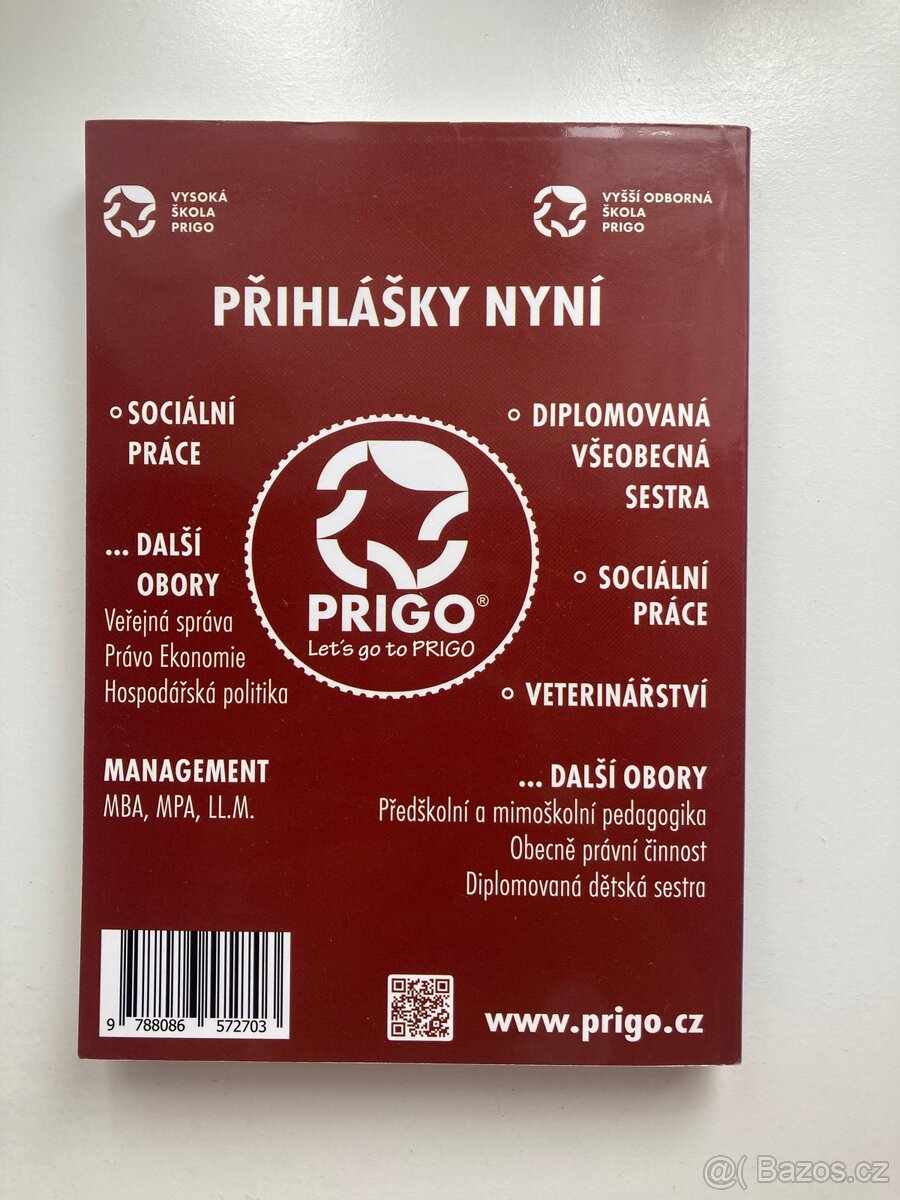 VYSOKÁ
ŠKOLA
PRIGO
VYŠŠÍ ODBORNÁ
ŠKOLA
PRIGO
PŘIHLÁŠKY NYNÍ
SOCIÁLNÍ
PRÁCE
... DALŠÍ
OBORY
Veřejná správa
Právo Ekonomie
Hospodářská politika
MANAGEMENT
MBA, MPA, LL.M.
PRIGO®
Let's go to PRIGO
DIPLOMOVANÁ
VŠEOBECNÁ
SESTRA
SOCIÁLNÍ
PRÁCE
VETERINÁŘSTVÍ
... DALŠÍ OBORY
Předškolní a mimoškolní pedagogika
Obecně právní činnost
Diplomovaná dětská sestra
9 788086 572703
www.prigo.cz
@( Bazos.cz